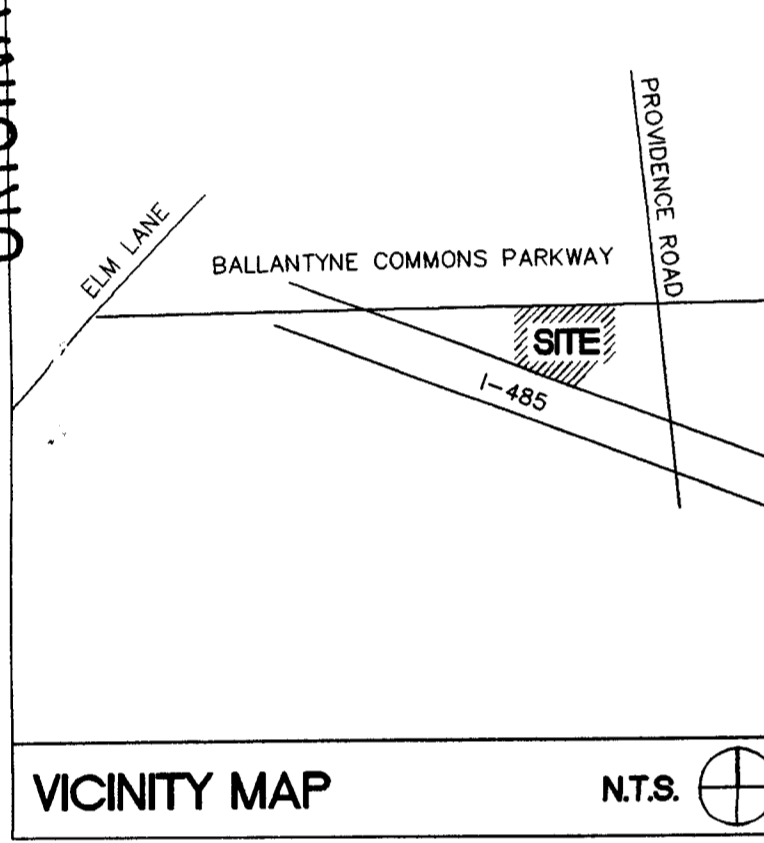 PROVIDENCE ROAD
ELM LANE
BALLANTYNE COMMONS PARKWAY
SITE
I-485
VICINITY MAP
N.T.S.